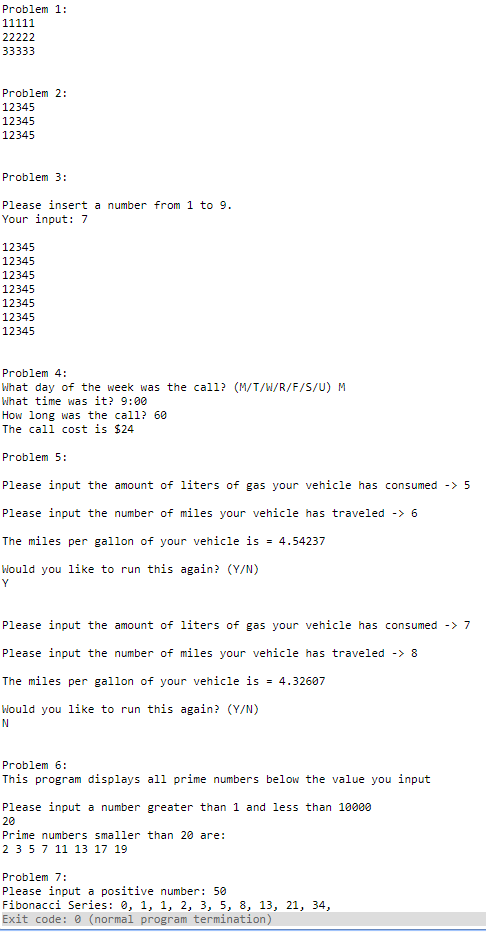 Problem 1:
11111
22222
33333
Problem 2:
12345
12345
12345
Problem 3:
Please insert a number from 1 to 9.
Your input: 7
12345
12345
12345
12345
12345
12345
12345
Problem 4:
What day of the week was the call? (M/T/W/R/F/S/U) M
What time was it? 9:00
How long was the call? 60
The call cost is $24
Problem 5:
Please input the amount of liters of gas your vehicle has consumed -> 5
Please input the number of miles your vehicle has traveled -> 6
The miles per gallon of your vehicle is = 4.54237
Would you like to run this again? (Y/N)
Y
Please input the amount of liters of gas your vehicle has consumed -> 7
Please input the number of miles your vehicle has traveled -> 8
The miles per gallon of your vehicle is = 4.32607
Would you like to run this again? (Y/N)
N
Problem 6:
This program displays all prime numbers below the value you input
Please input a number greater than 1 and less than 10000
20
Prime numbers smaller than 20 are:
2 3 5 7 11 13 17 19
Problem 7:
Please input a positive number: 50
Fibonacci Series: 0, 1, 1, 2, 3, 5, 8, 13, 21, 34,
Exit code: 0 (normal program termination)